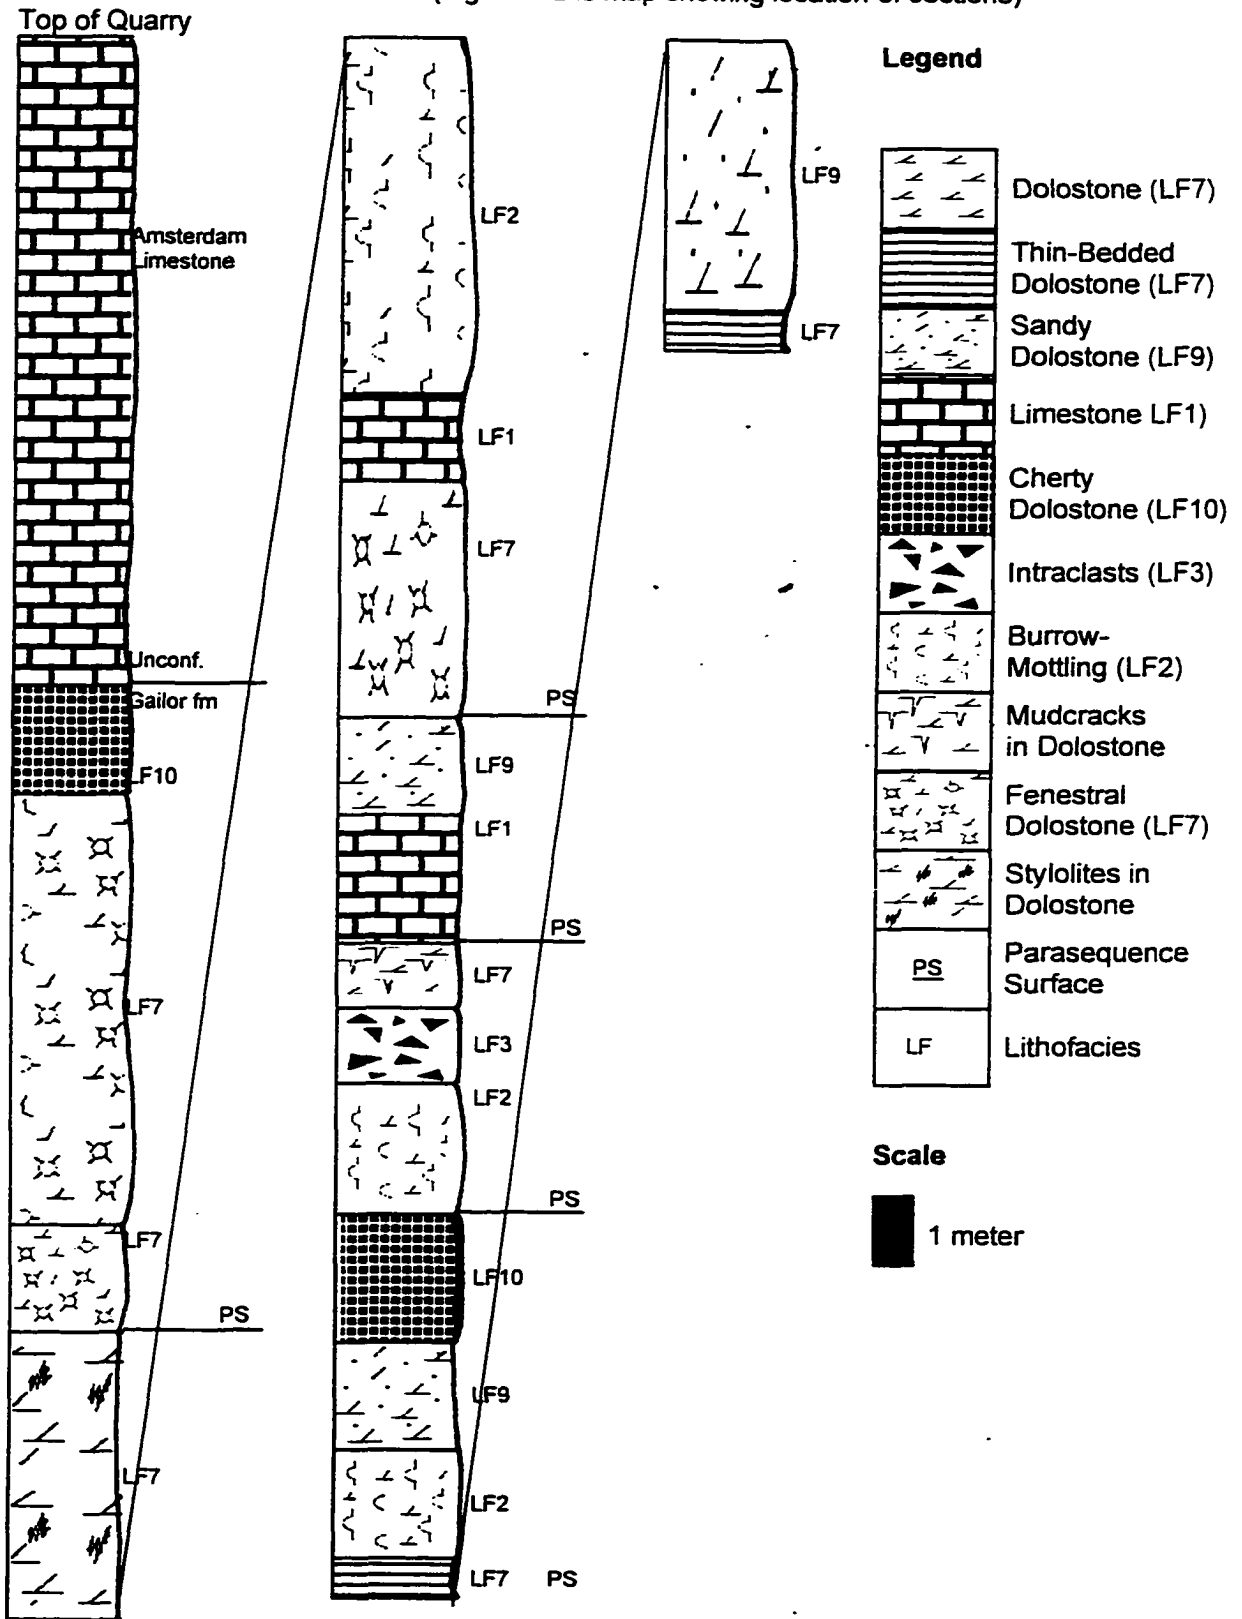 Top of Quarry
Amsterdam
Limestone
Unconf.
Gailor fm
LF10
LF7
LF7
PS
LF7
LF2
LF1
LF7
PS
LF9
LF1
PS
LF7
LF3
LF2
PS
LF10
LF9
LF2
LF7 PS
LF9
LF7
Legend
Dolostone (LF7)
Thin-Bedded
Dolostone (LF7)
Sandy
Dolostone (LF9)
Limestone LF1)
Cherty
Dolostone (LF10)
Intraclasts (LF3)
Burrow-
Mottling (LF2)
Mudcracks
in Dolostone
Fenestral
Dolostone (LF7)
Stylolites in
Dolostone
PS Parasequence
Surface
LF Lithofacies
Scale
1 meter